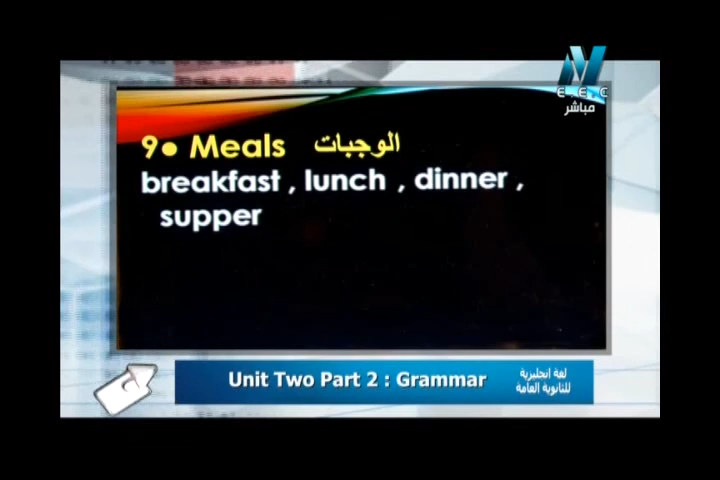 E.E.C
مباشر
9● Meals الوجبات
breakfast , lunch , dinner ,
supper
Unit Two Part 2 : Grammar
لغة انجليزية
للثانوية العامة